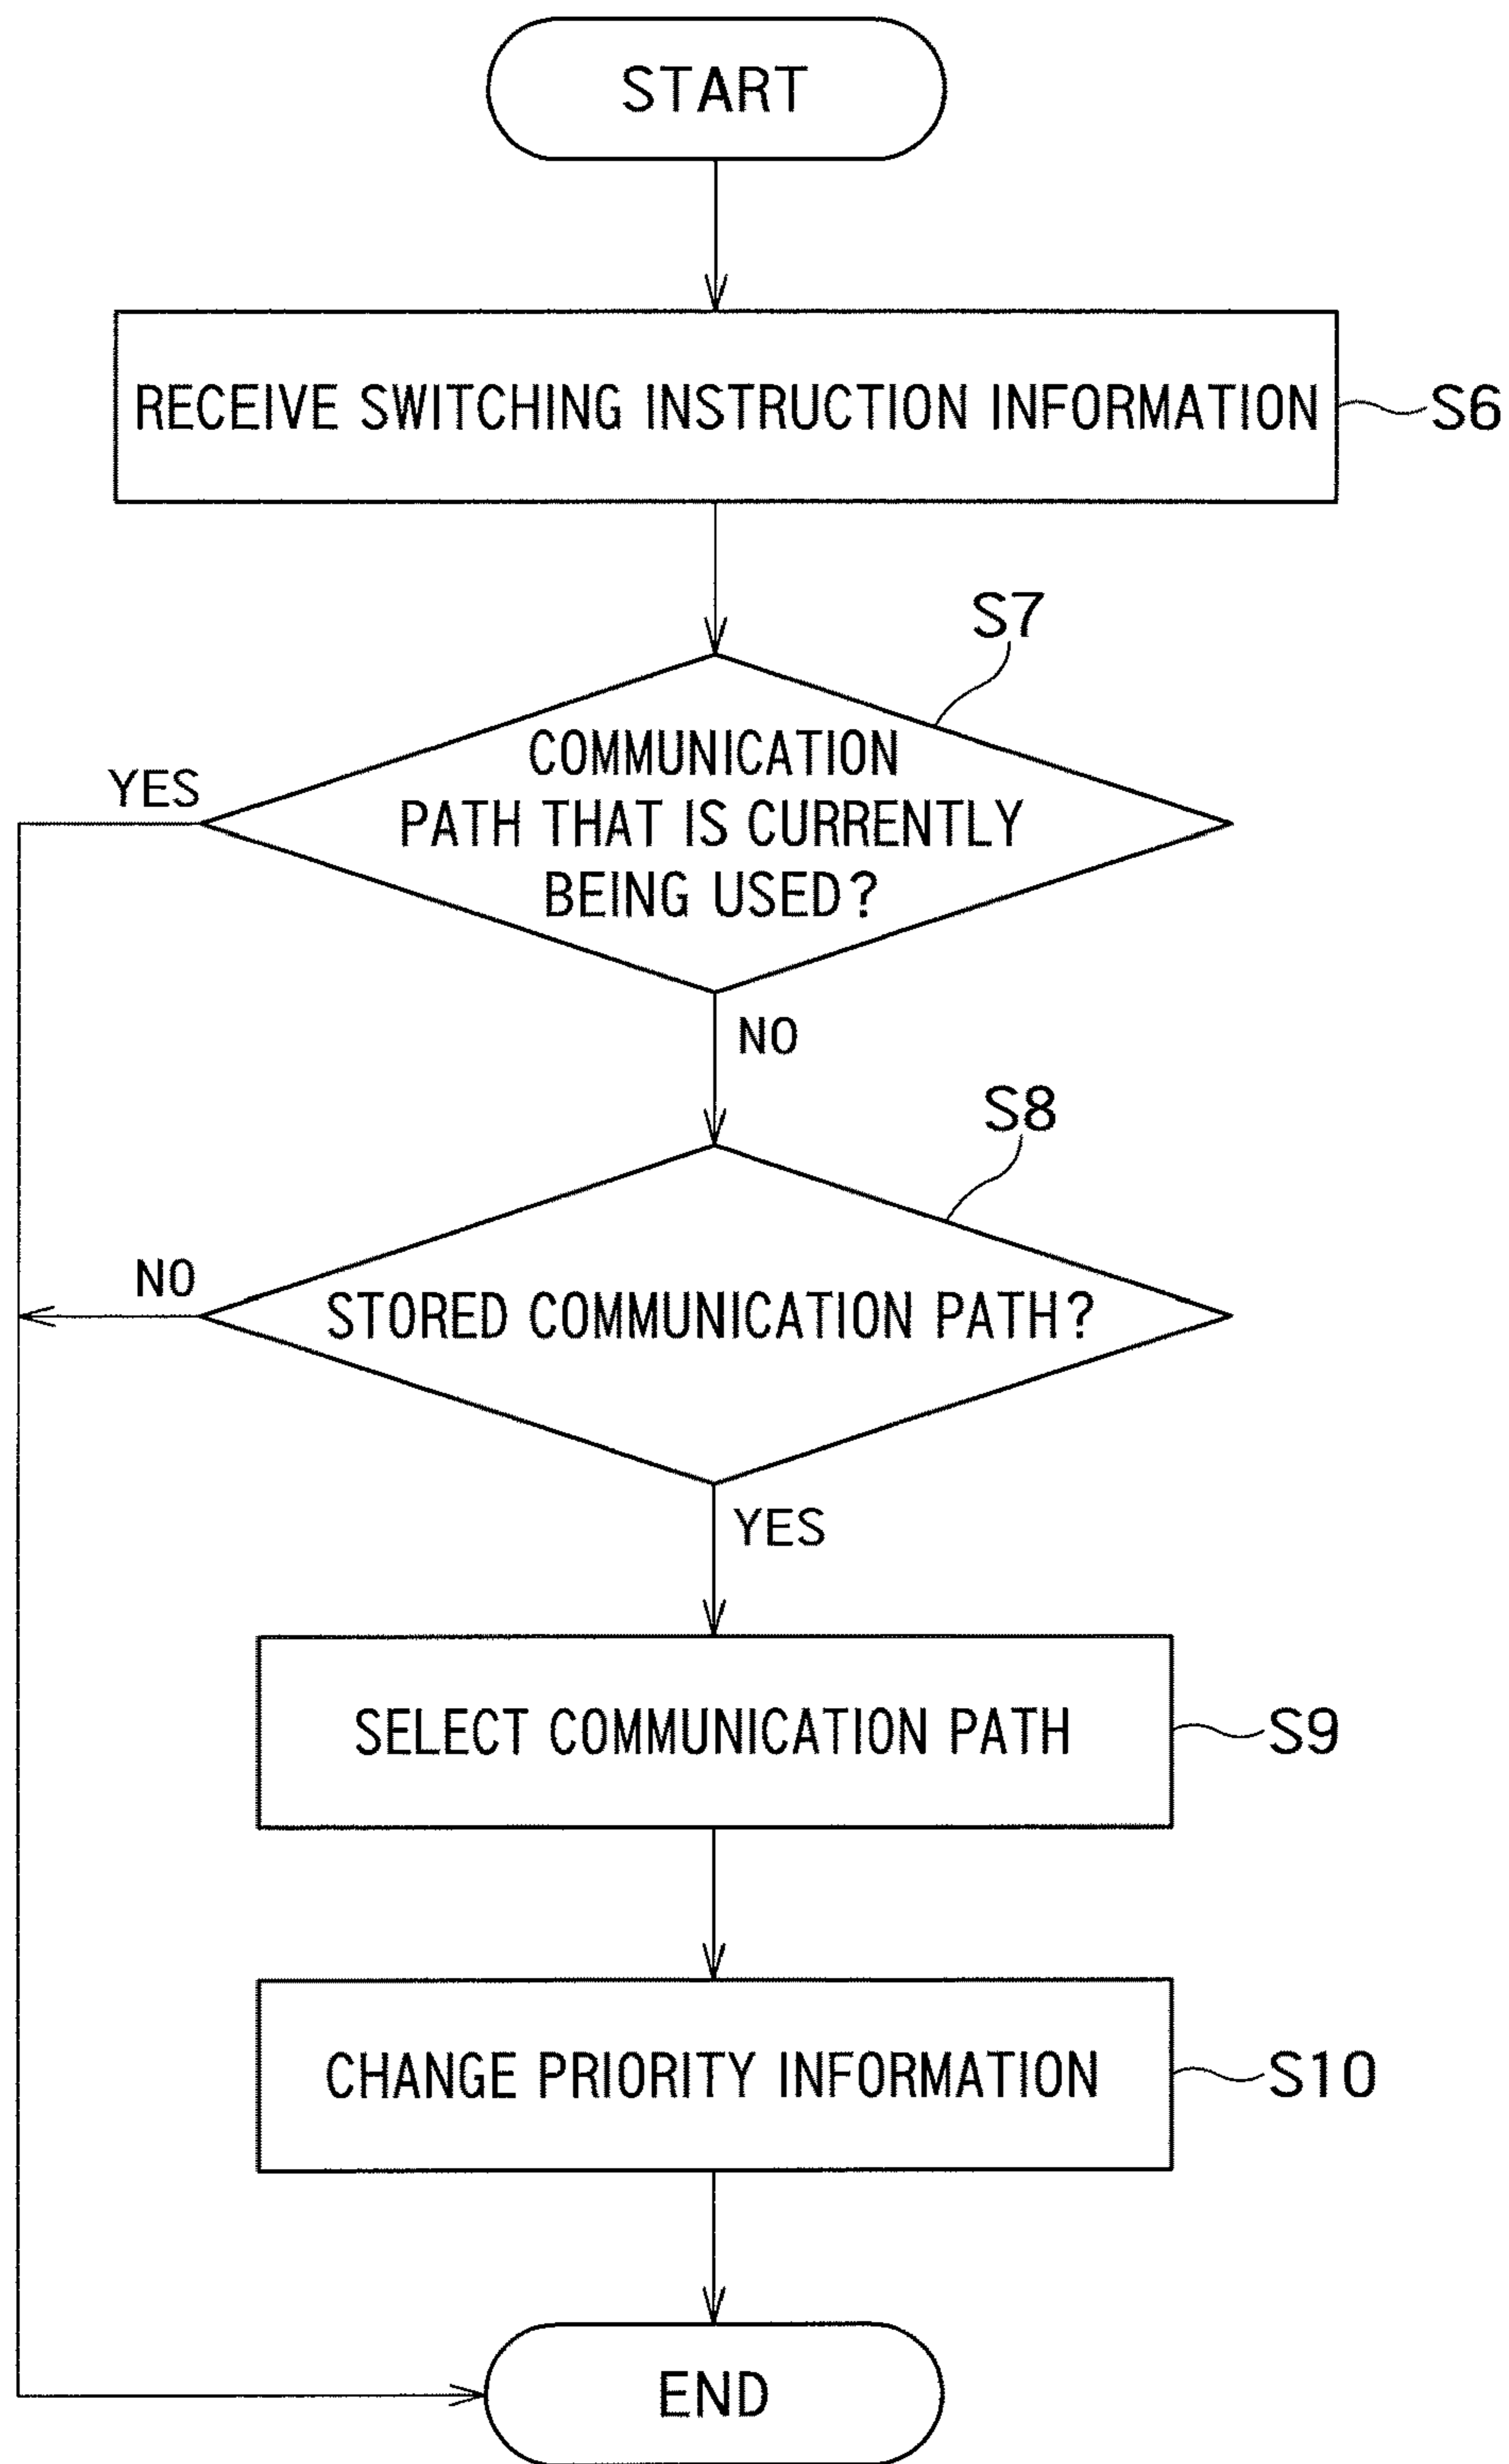 START
RECEIVE SWITCHING INSTRUCTION INFORMATION
S6
S7
COMMUNICATION
PATH THAT IS CURRENTLY
BEING USED?
YES
NO
S8
STORED COMMUNICATION PATH?
NO
YES
SELECT COMMUNICATION PATH
S9
CHANGE PRIORITY INFORMATION
S10
END